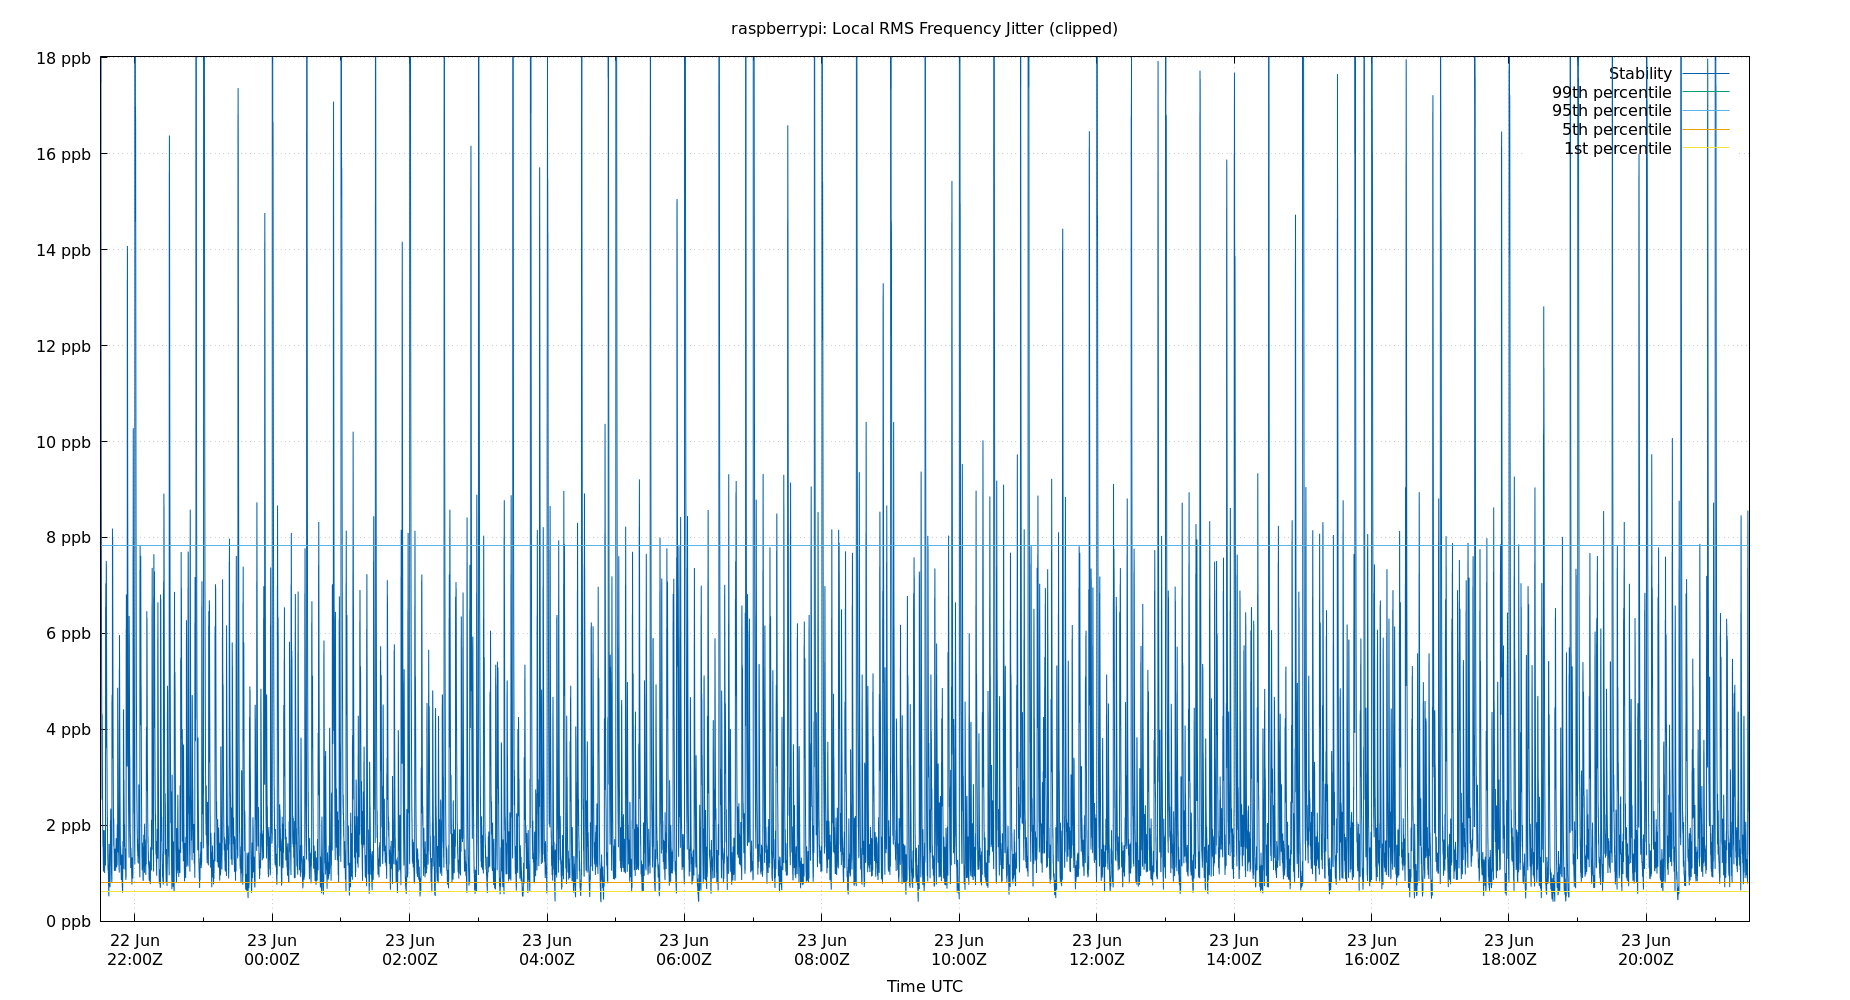 raspberrypi: Local RMS Frequency Jitter (clipped)
18 ppb
16 ppb
14 ppb
12 ppb
10 ppb
8 ppb
6 ppb
4 ppb
2 ppb
0 ppb
Stability
99th percentile
95th percentile
5th percentile
1st percentile
22 Jun 23 Jun 23 Jun 23 Jun 23 Jun 23 Jun 23 Jun 23 Jun 23 Jun 23 Jun 23 Jun 23 Jun
22:00Z 00:00Z 02:00Z 04:00Z 06:00Z 08:00Z 10:00Z 12:00Z 14:00Z 16:00Z 18:00Z 20:00Z
Time UTC